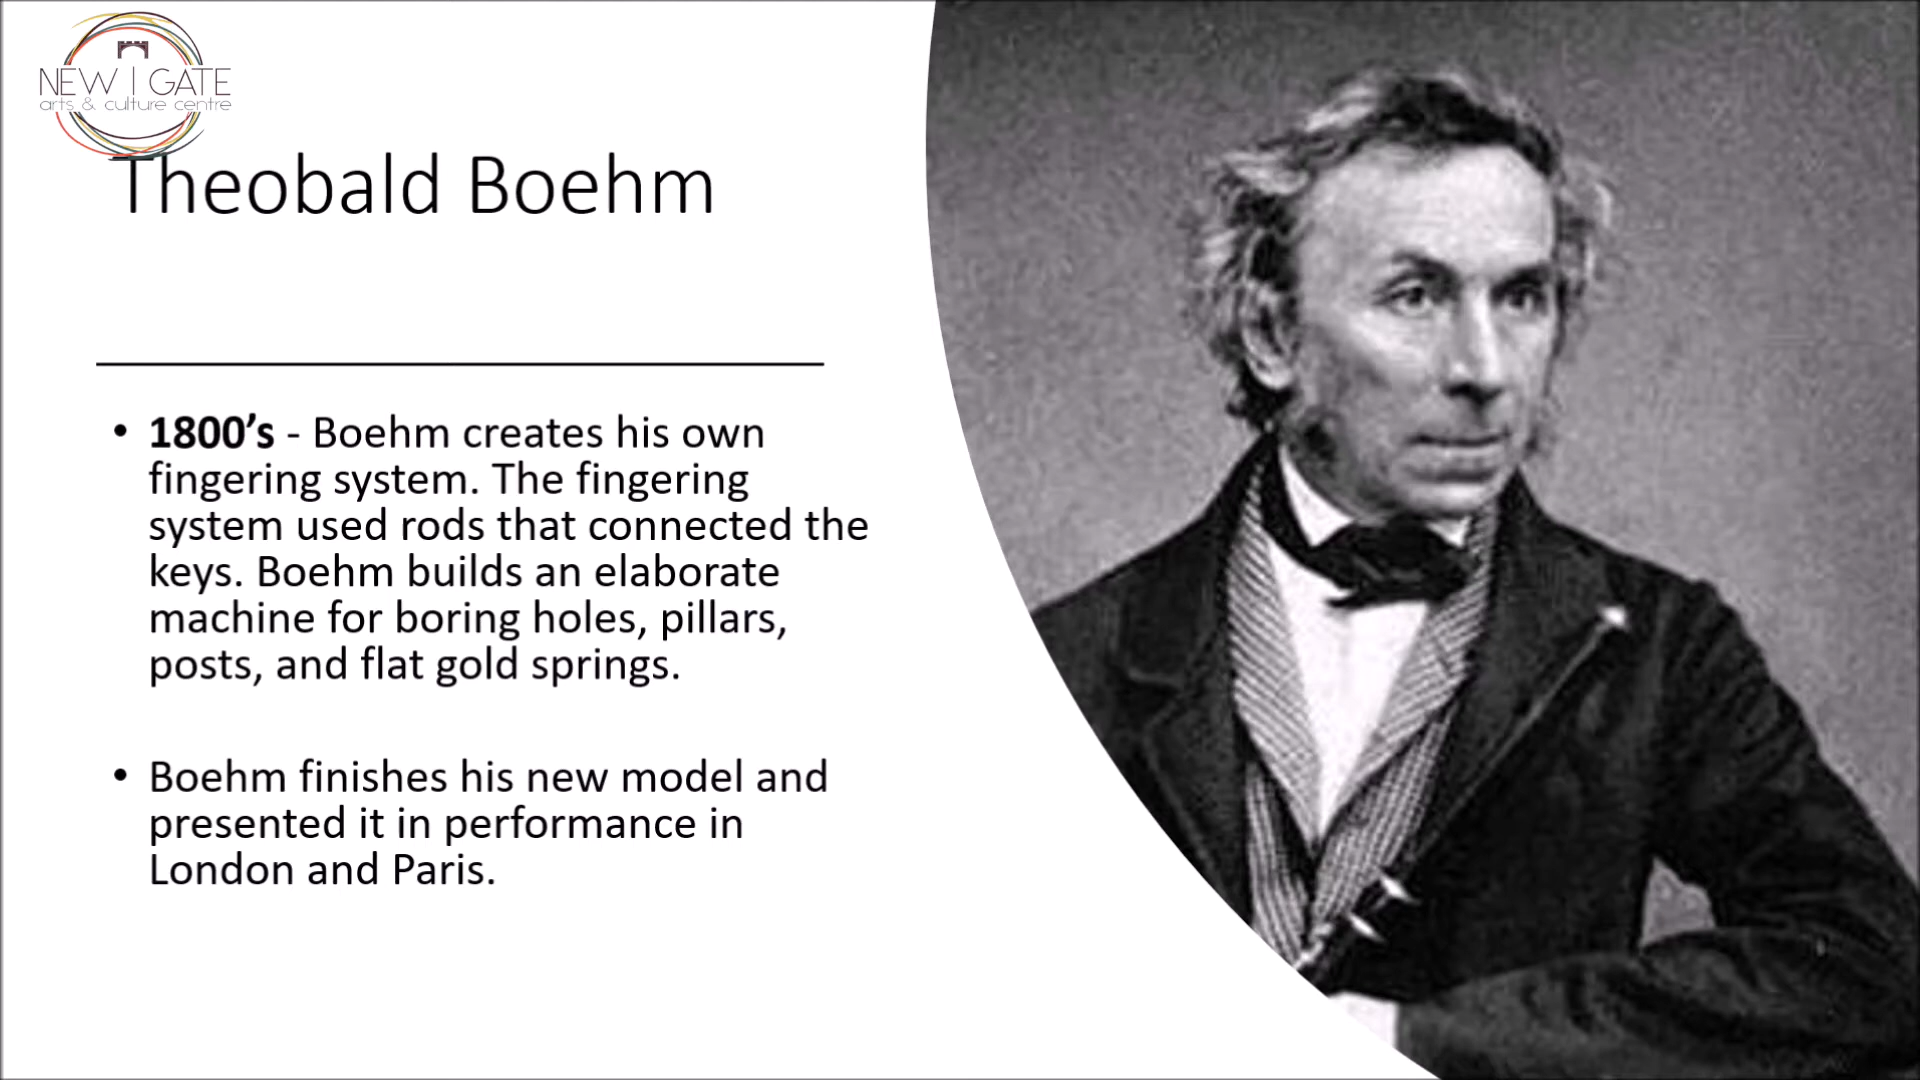 NEW | GATE
arts & culture centre
Theobald Boehm
• 1800’s - Boehm creates his own
fingering system. The fingering
system used rods that connected the
keys. Boehm builds an elaborate
machine for boring holes, pillars,
posts, and flat gold springs.
• Boehm finishes his new model and
presented it in performance in
London and Paris.